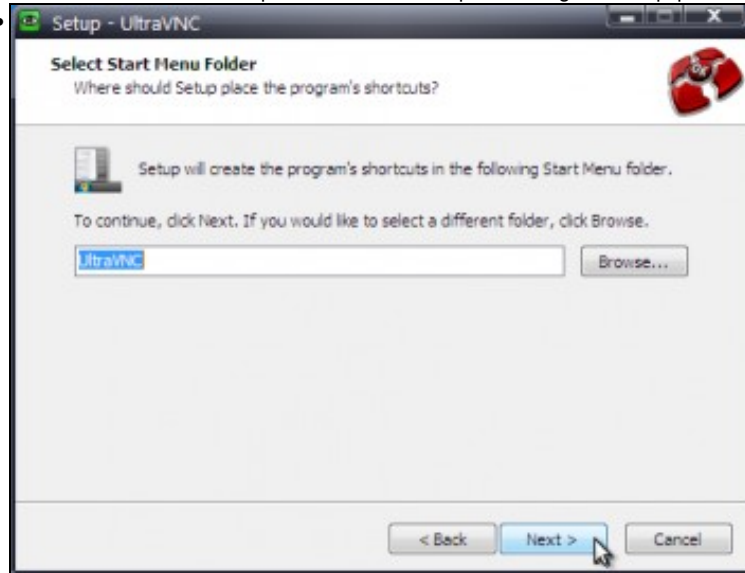 Setup - UltraVNC
Select Start Menu Folder
Where should Setup place the program's shortcuts?
Setup will create the program's shortcuts in the following Start Menu folder.
To continue, click Next. If you would like to select a different folder, click Browse.
UltraVNC
Browse...
< Back
Next >
Cancel